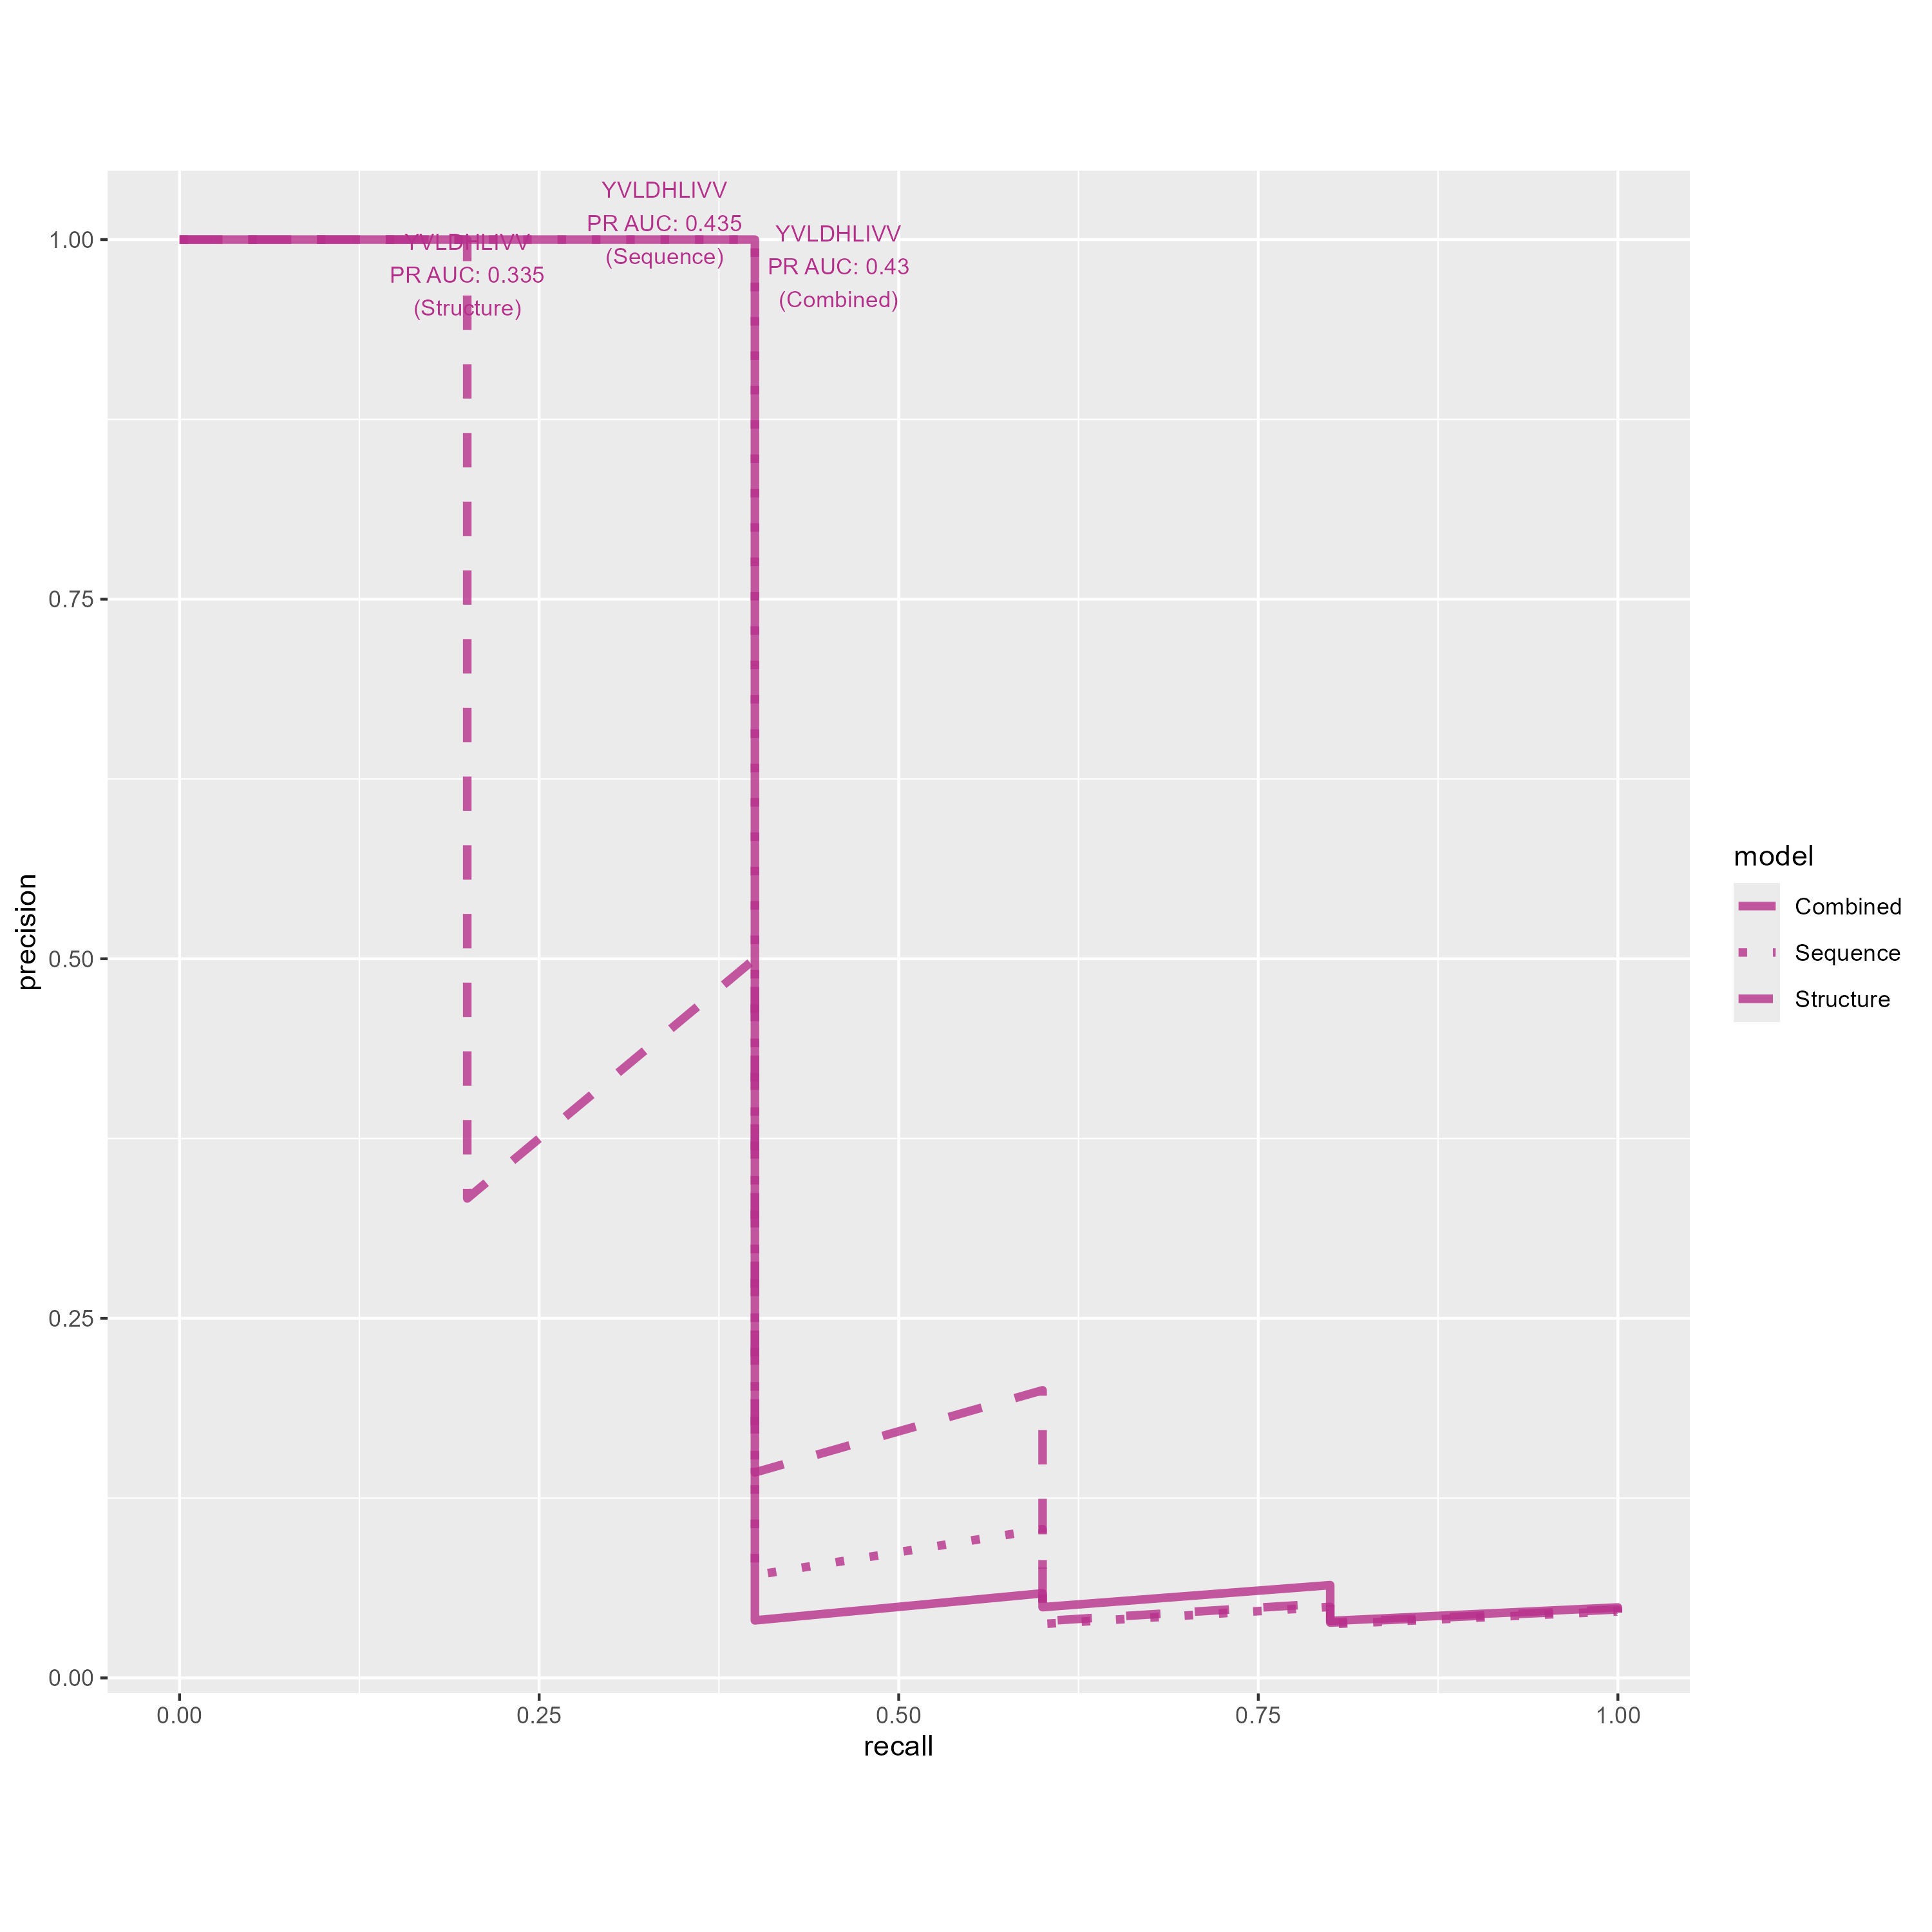 YVLDHLIVV
PR AUC: 0.435
(Sequence)
YVLDHLIVV
PR AUC: 0.43
(Combined)
YVLDHLIVV
PR AUC: 0.335
(Structure)
1.00
0.75
0.50
0.25
0.00
precision
0.00
0.25
0.50
0.75
1.00
recall
model
Combined
Sequence
Structure